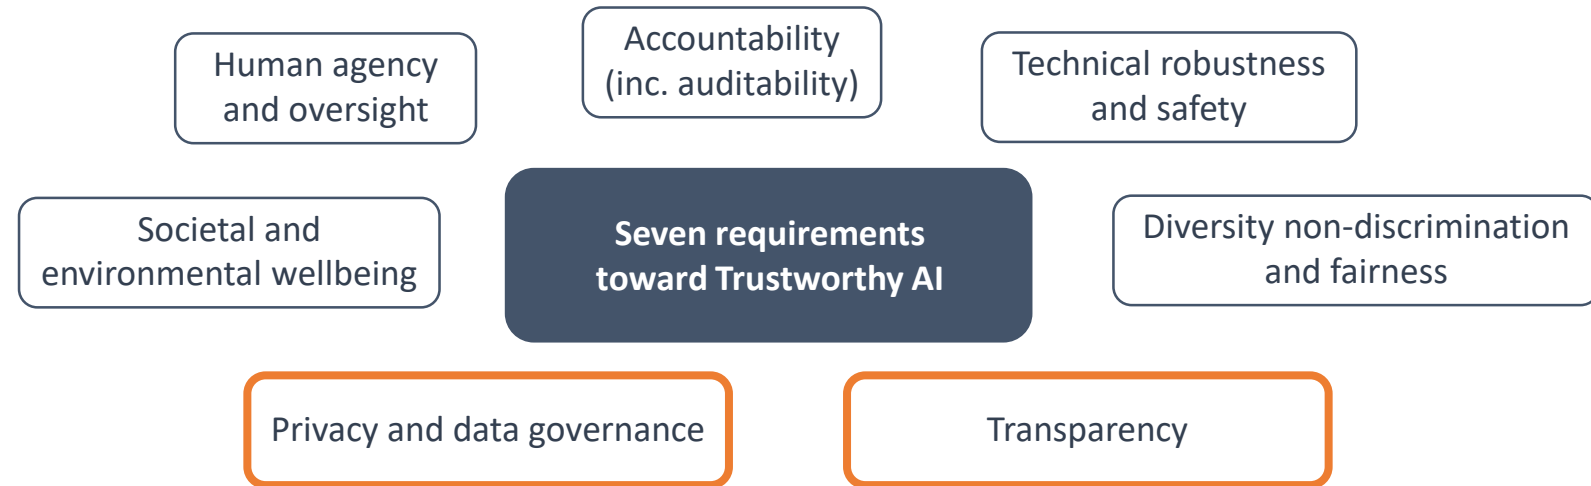 Human agency
and oversight
Accountability
(inc. auditability)
Technical robustness
and safety
Societal and
environmental wellbeing
Seven requirements
toward Trustworthy AI
Diversity non-discrimination
and fairness
Privacy and data governance
Transparency